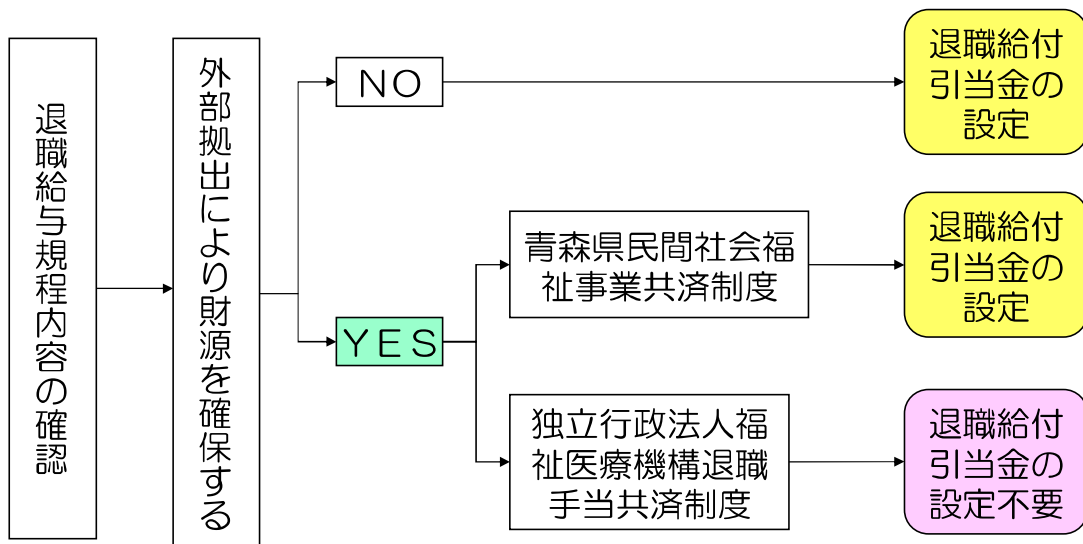 退職給与規程内容の確認
外部拠出により財源を確保する
ＮＯ
退職給付
引当金の
設定
ＹＥＳ
青森県民間社会福
祉事業共済制度
退職給付
引当金の
設定
独立行政法人福
祉医療機構退職
手当共済制度
退職給付
引当金の
設定不要